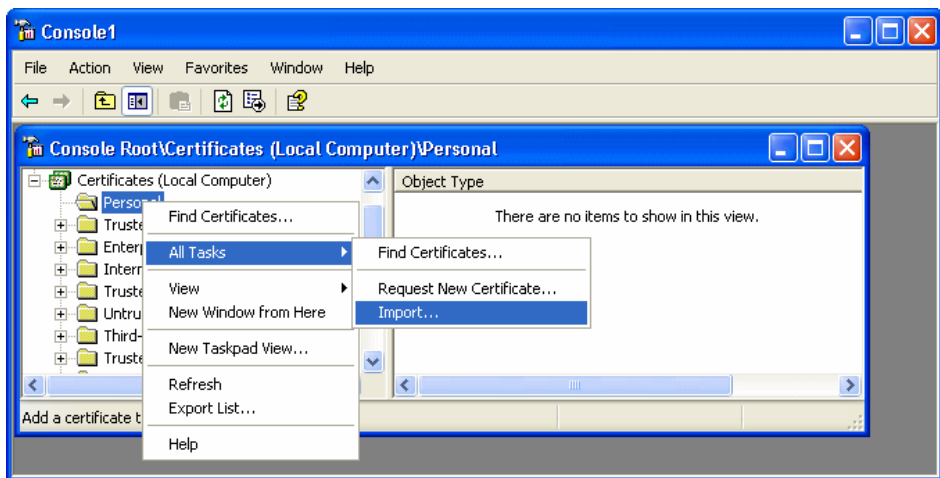 Console1
File Action View Favorites Window Help
Console Root\Certificates (Local Computer)\Personal
Certificates (Local Computer)
Object Type
There are no items to show in this view.
Find Certificates...
All Tasks
View
New Window from Here
New Taskpad View...
Refresh
Export List...
Help
Find Certificates...
Request New Certificate...
Import...
Add a certificate